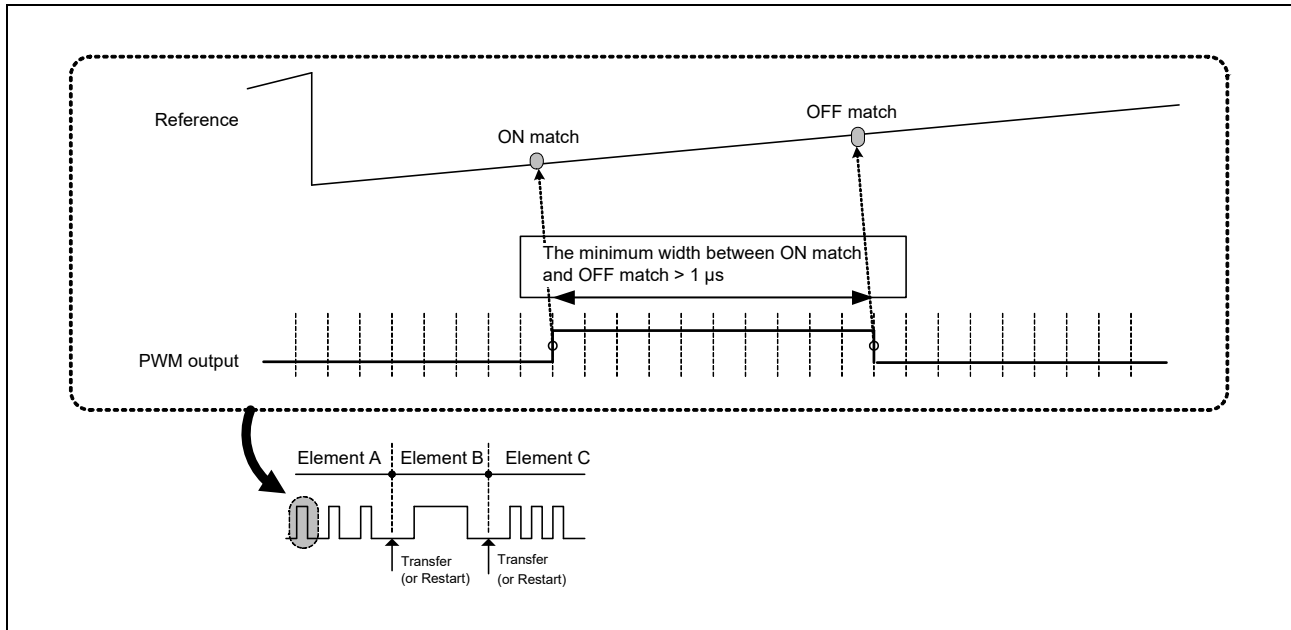 Reference
ON match
OFF match
The minimum width between ON match
and OFF match > 1 µs
PWM output
Element A
Element B
Element C
Transfer
(or Restart)
Transfer
(or Restart)